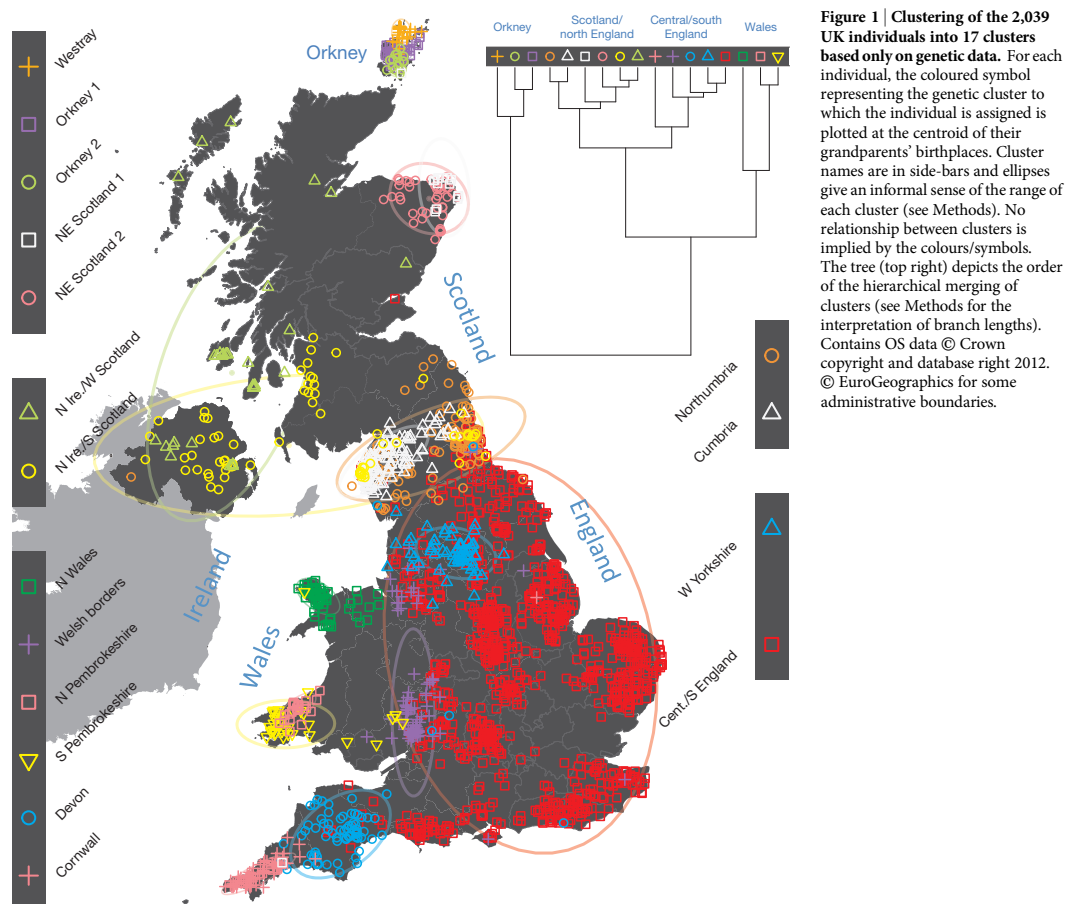 Westray
Orkney 1
Orkney 2
NE Scotland 1
NE Scotland 2
N Ire./W Scotland
N Ire./S Scotland
N Wales
Welsh borders
N Pembrokeshire
S Pembrokeshire
Devon
Cornwall
Orkney
Scotland
England
Ireland
Wales
Orkney
Scotland/
north England
Central/south
England
Wales
Northumbria
Cumbria
W Yorkshire
Cent./S England
Figure 1 | Clustering of the 2,039
UK individuals into 17 clusters
based only on genetic data. For each
individual, the coloured symbol
representing the genetic cluster to
which the individual is assigned is
plotted at the centroid of their
grandparents' birthplaces. Cluster
names are in side-bars and ellipses
give an informal sense of the range of
each cluster (see Methods). No
relationship between clusters is
implied by the colours/symbols.
The tree (top right) depicts the order
of the hierarchical merging of
clusters (see Methods for the
interpretation of branch lengths).
Contains OS data © Crown
copyright and database right 2012.
© EuroGeographics for some
administrative boundaries.